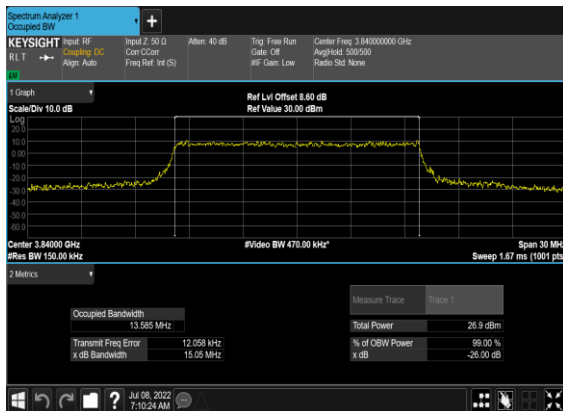 Spectrum Analyzer 1
Occupied BW
KEYSIGHT
R L T
Input: RF
Coupling: DC
Align: Auto
Input Z: 50 Ω
Corr CCorr
Freq Ref: Int (S)
Atten: 40 dB
Trig: Free Run
Gate: Off
#IF Gain: Low
Center Freq: 3.840000000 GHz
Avg|Hold: 500/500
Radio Std: None
1 Graph
Scale/Div 10.0 dB
Ref Lvl Offset 8.60 dB
Ref Value 30.00 dBm
Log
20.0
10.0
0.00
-10.0
-20.0
-30.0
-40.0
-50.0
-60.0
Center 3.84000 GHz
#Res BW 150.00 kHz
#Video BW 470.00 kHz*
Span 30 MHz
Sweep 1.67 ms (1001 pts
2 Metrics
Measure Trace
Trace 1
Occupied Bandwidth
13.585 MHz
Total Power
26.9 dBm
Transmit Freq Error
12.058 kHz
% of OBW Power
99.00 %
x dB Bandwidth
15.05 MHz
x dB
-26.00 dB
Jul 08, 2022
7:10:24 AM